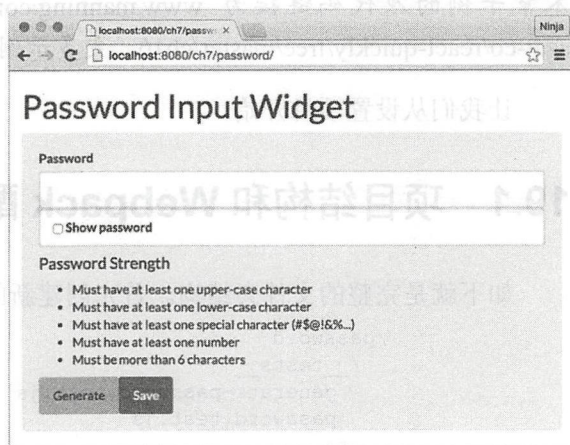 localhost:8080/ch7/passw
Ninja
localhost:8080/ch7/password/
Password Input Widget
Password
Show password
Password Strength
Must have at least one upper-case character
Must have at least one lower-case character
Must have at least one special character (#$@!&%...)
Must have at least one number
Must be more than 6 characters
Generate Save